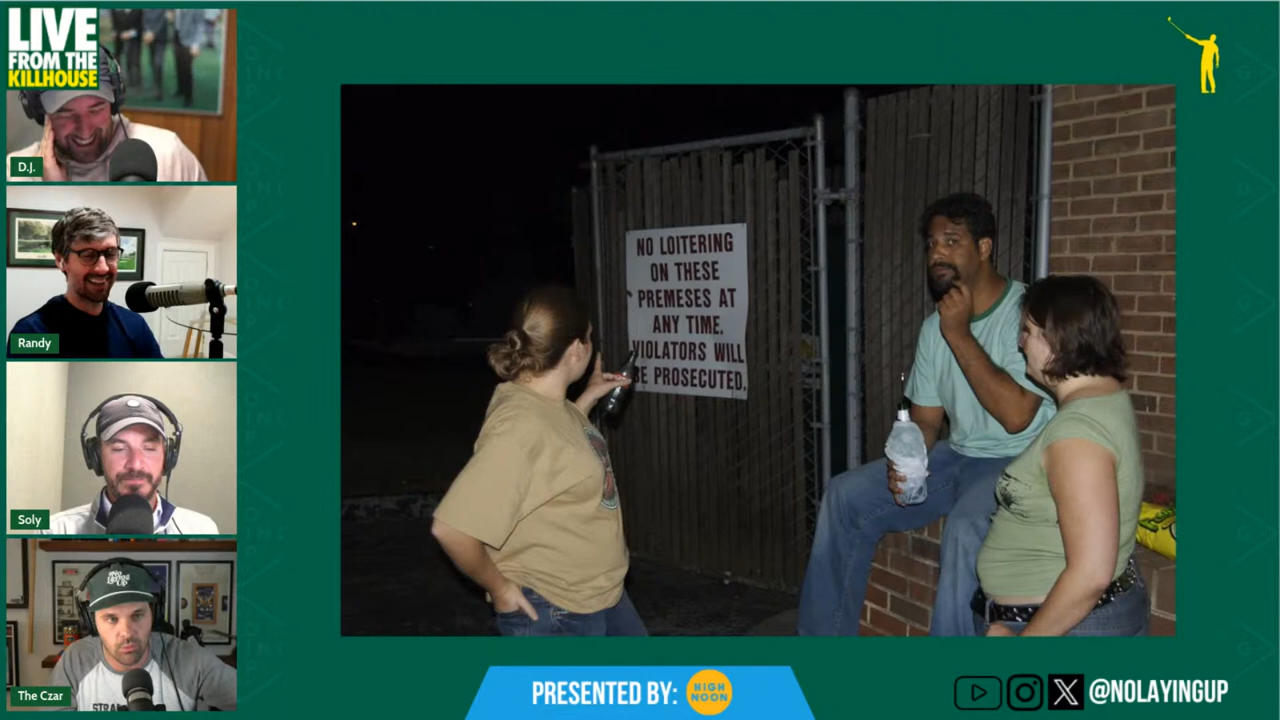 LIVE
FROM THE
KILLHOUSE
D.J.
Randy
Soly
The Czar
NO LOITERING
ON THESE
PREMESES AT
ANY TIME.
VIOLATORS WILL
BE PROSECUTED.
PRESENTED BY:
HIGH
NOON
@NOLAYINGUP